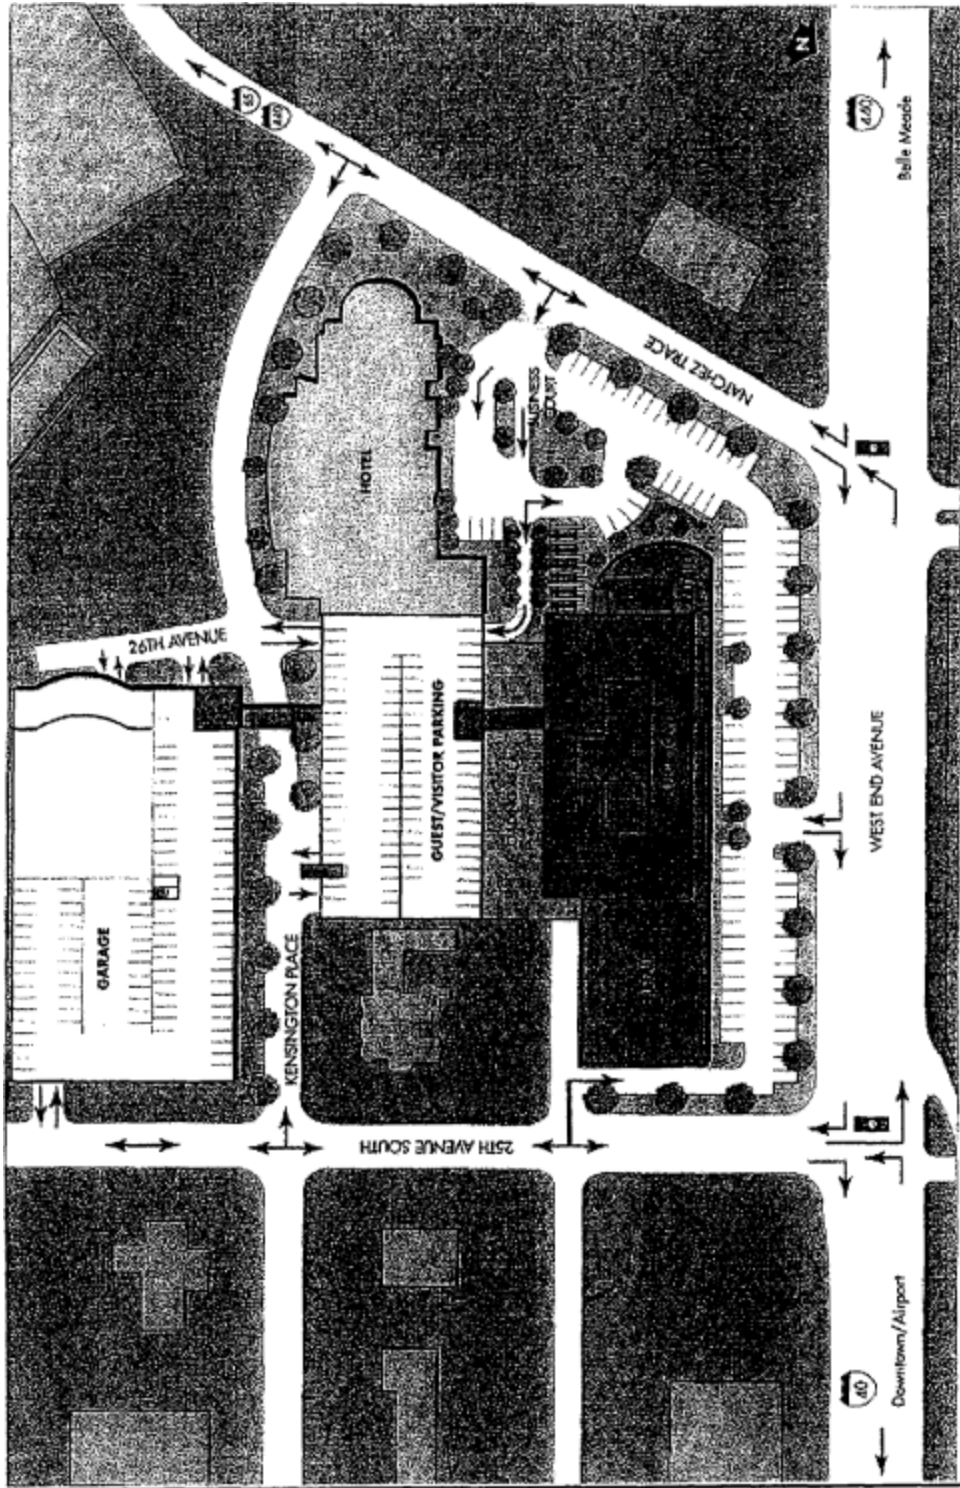 N
65
440
440
Belle Meade
NATCHEZ TRACE
BUSINESS
COURT
HOTEL
26TH AVENUE
GUEST/VISITOR PARKING
GARAGE
KENSINGTON PLACE
WEST END AVENUE
25TH AVENUE SOUTH
40
Downtown/Airport